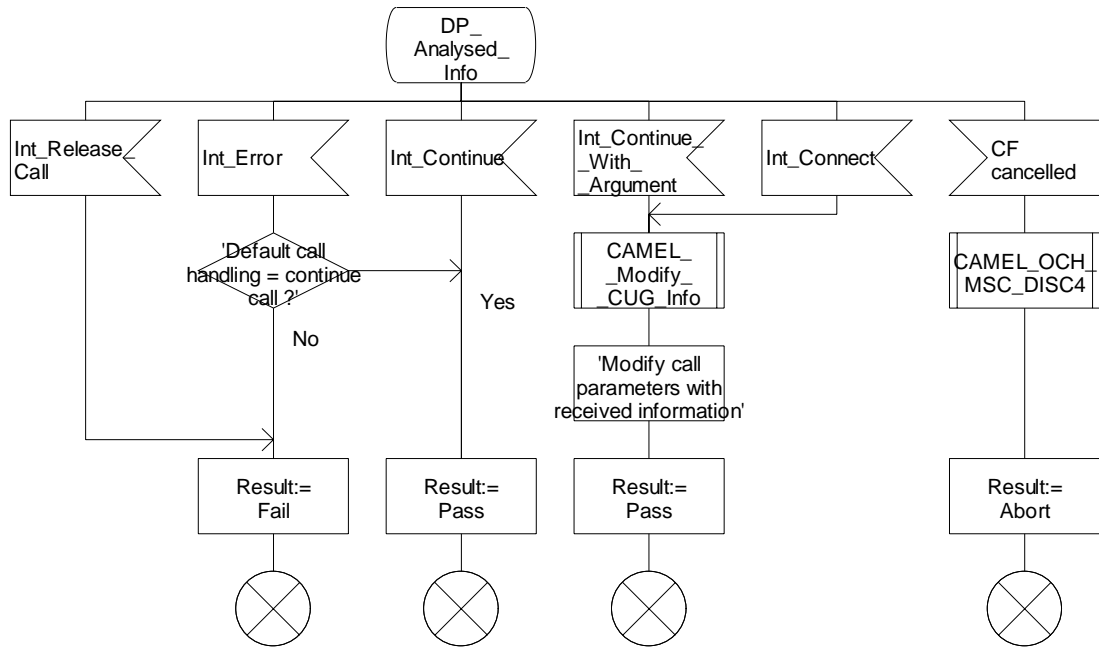 DP_
Analysed_
Info
Int_Release_
Call
Int_Error
Int_Continue
Int_Continue_
_With_
_Argument
Int_Connect
CF
cancelled
'Default call
handling = continue
call ?'
Yes
No
CAMEL_
_Modify_
_CUG_Info
CAMEL_OCH_
MSC_DISC4
'Modify call
parameters with
received information'
Result:=
Fail
Result:=
Pass
Result:=
Pass
Result:=
Abort